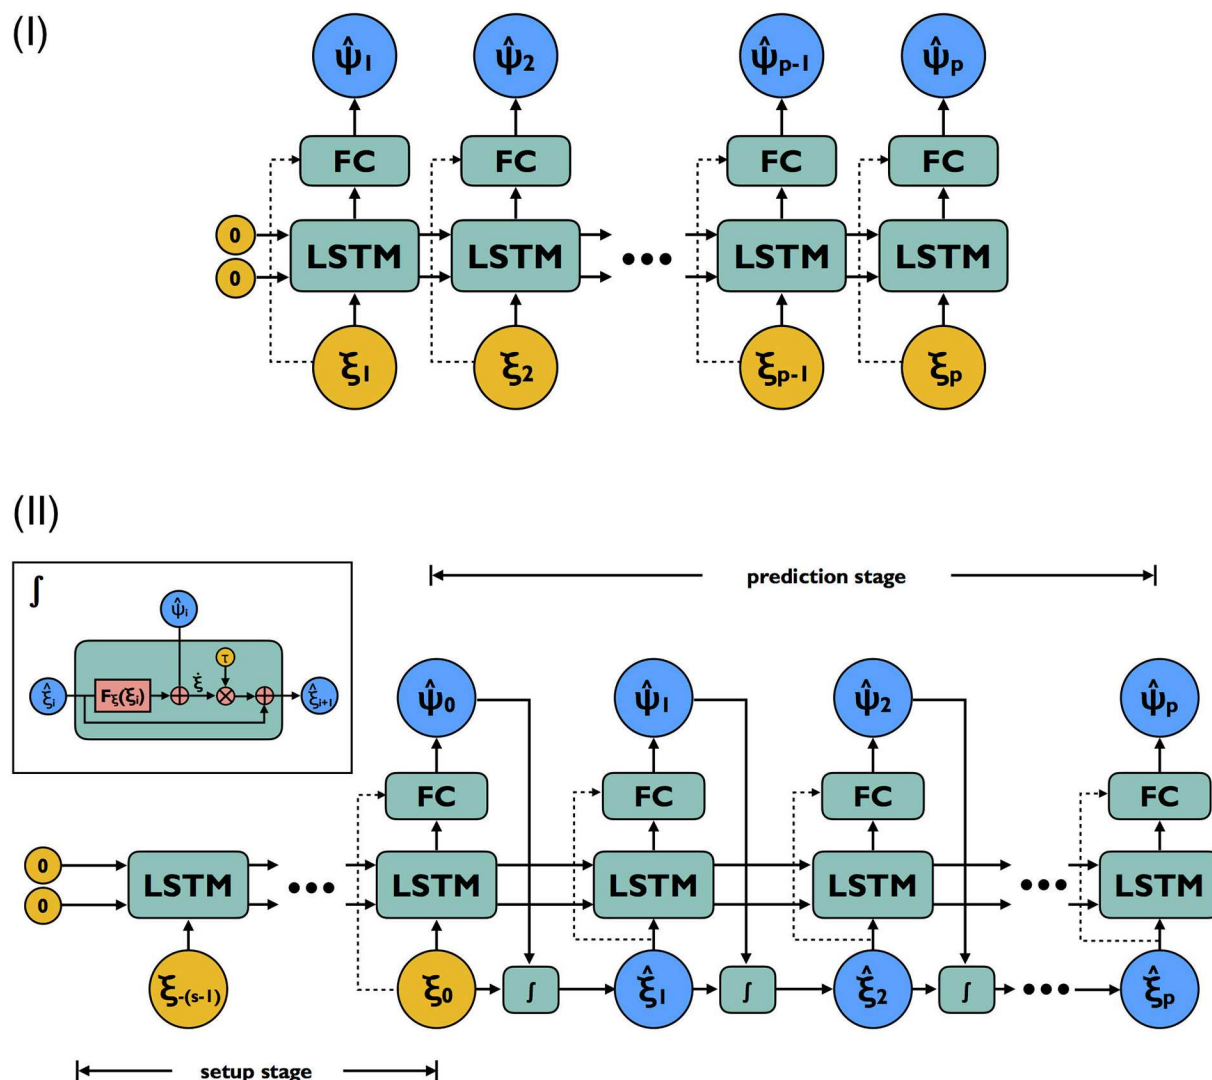 (I)
ψ̂1 ψ̂2 ψ̂p-1 ψ̂p
FC FC FC FC
0
LSTM LSTM ••• LSTM LSTM
0
ξ1 ξ2 ξp-1 ξp
(II)
∫
prediction stage
ψ̂i
τ
ξ̂i Fξ(ξi) + ξ̇ × + ξ̂i+1
ψ̂0 ψ̂1 ψ̂2 ψ̂p
FC FC FC FC
0
LSTM ••• LSTM LSTM LSTM ••• LSTM
0
ξ-(s-1) ξ0 ∫ ξ̂1 ∫ ξ̂2 ∫ ••• ξ̂p
setup stage